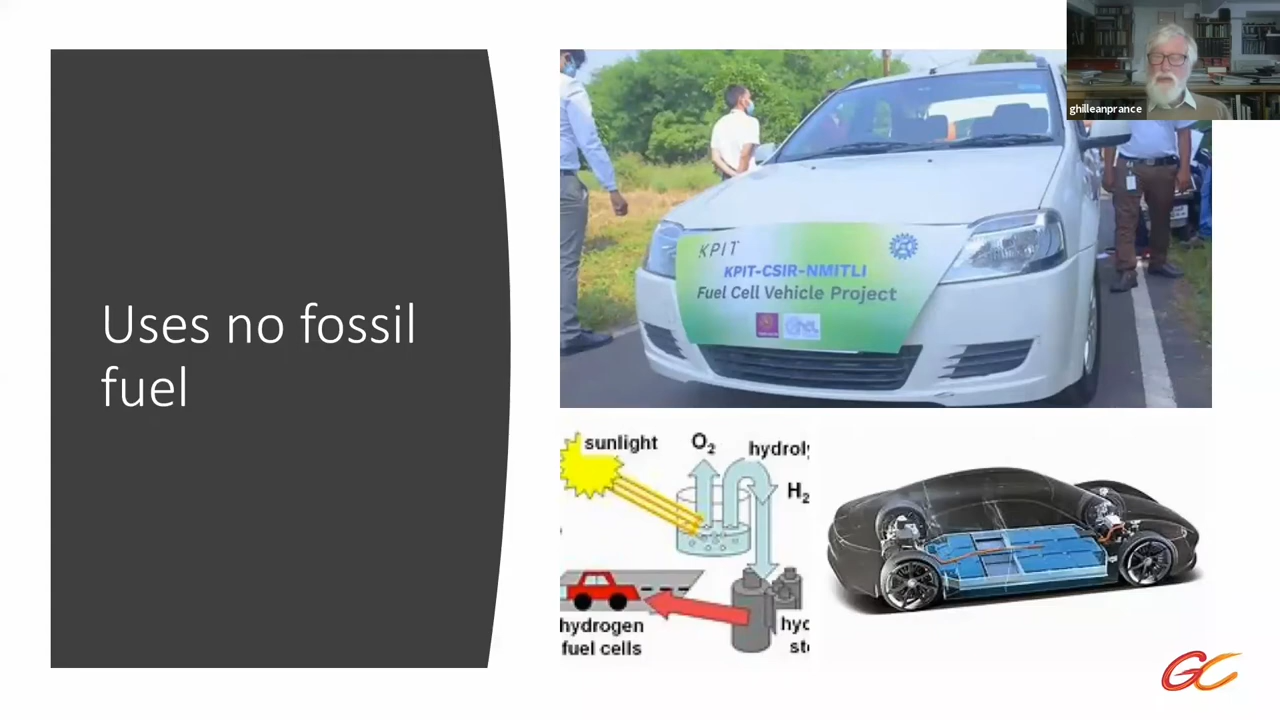 Uses no fossil
fuel
ghilleanprance
KPIT
KPIT-CSIR-NMITLI
Fuel Cell Vehicle Project
sunlight
O₂
hydroly
H₂
hydrogen
fuel cells
hyd
st
GC